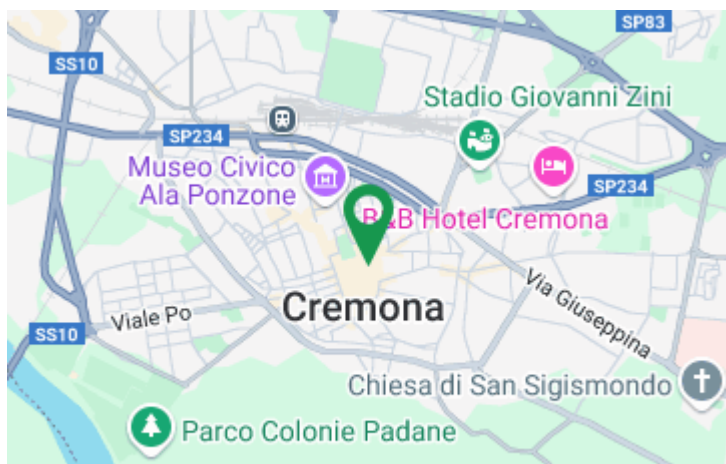 SP83
SS10
Stadio Giovanni Zini
SP234
Museo Civico
Ala Ponzone
SP234
B&B Hotel Cremona
Cremona
Via Giuseppina
Viale Po
SS10
Chiesa di San Sigismondo
Parco Colonie Padane